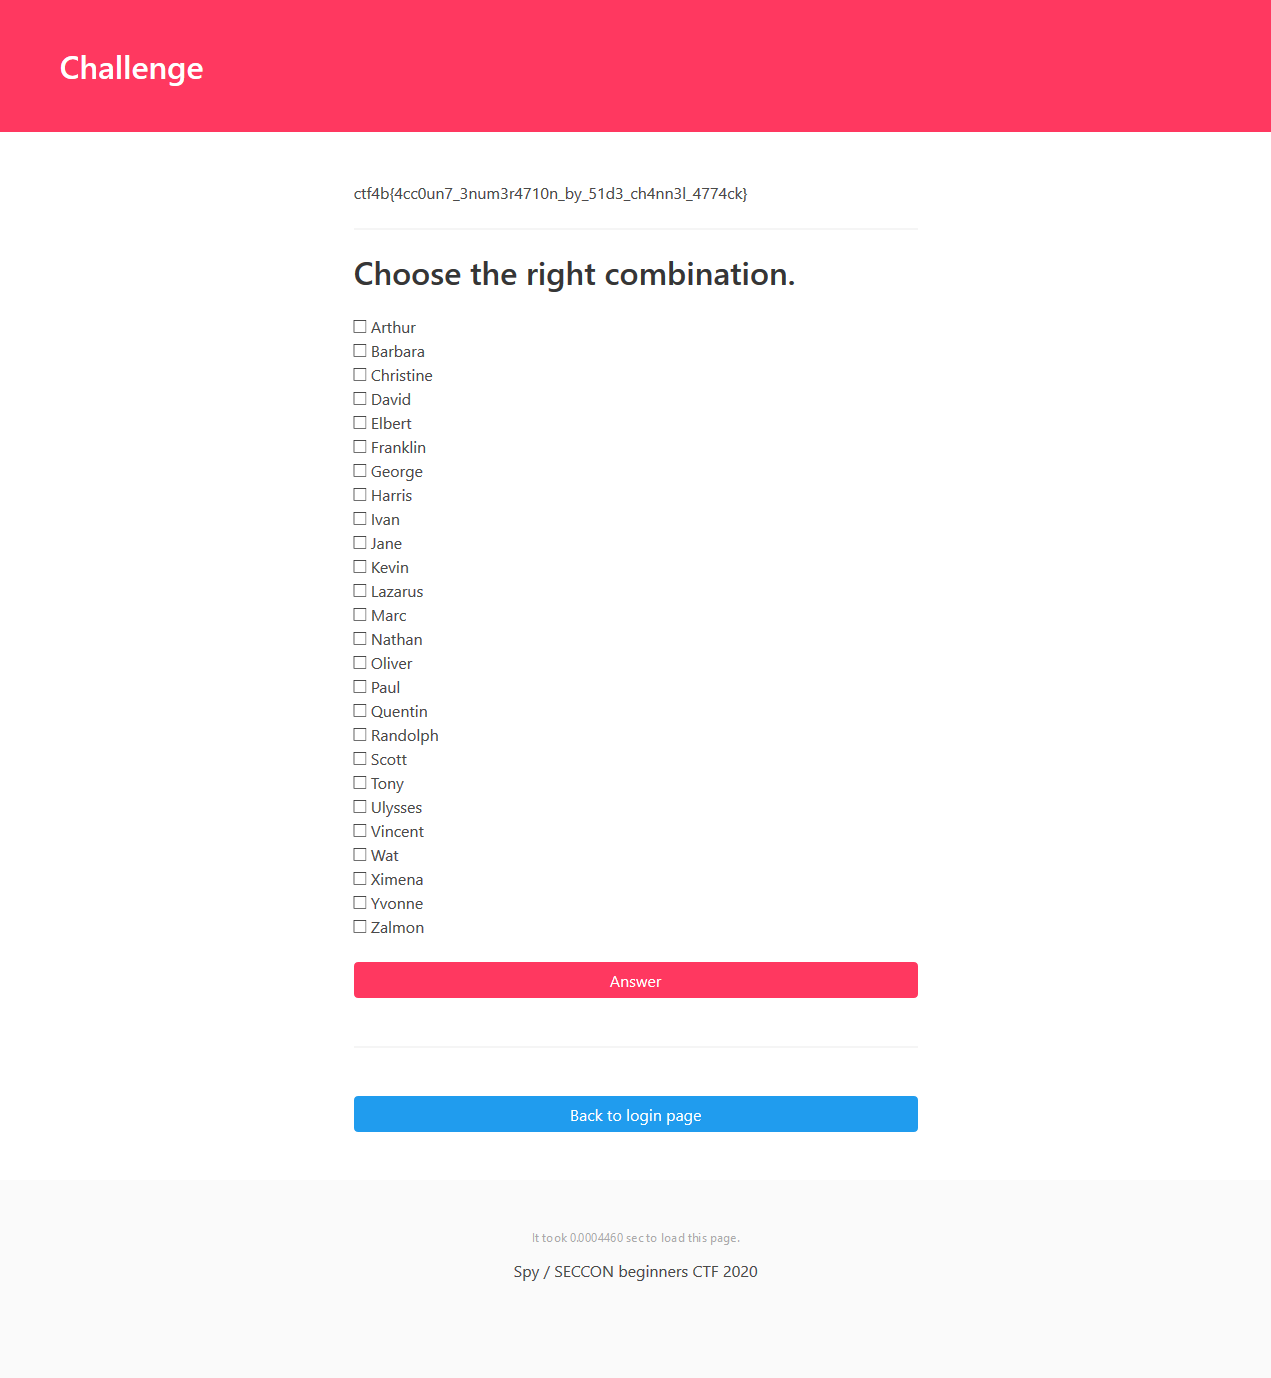 Challenge
ctf4b{4cc0un7_3num3r4710n_by_51d3_ch4nn3l_4774ck}
Choose the right combination.
Arthur
Barbara
Christine
David
Elbert
Franklin
George
Harris
Ivan
Jane
Kevin
Lazarus
Marc
Nathan
Oliver
Paul
Quentin
Randolph
Scott
Tony
Ulysses
Vincent
Wat
Ximena
Yvonne
Zalmon
Answer
Back to login page
It took 0.0004460 sec to load this page.
Spy / SECCON beginners CTF 2020